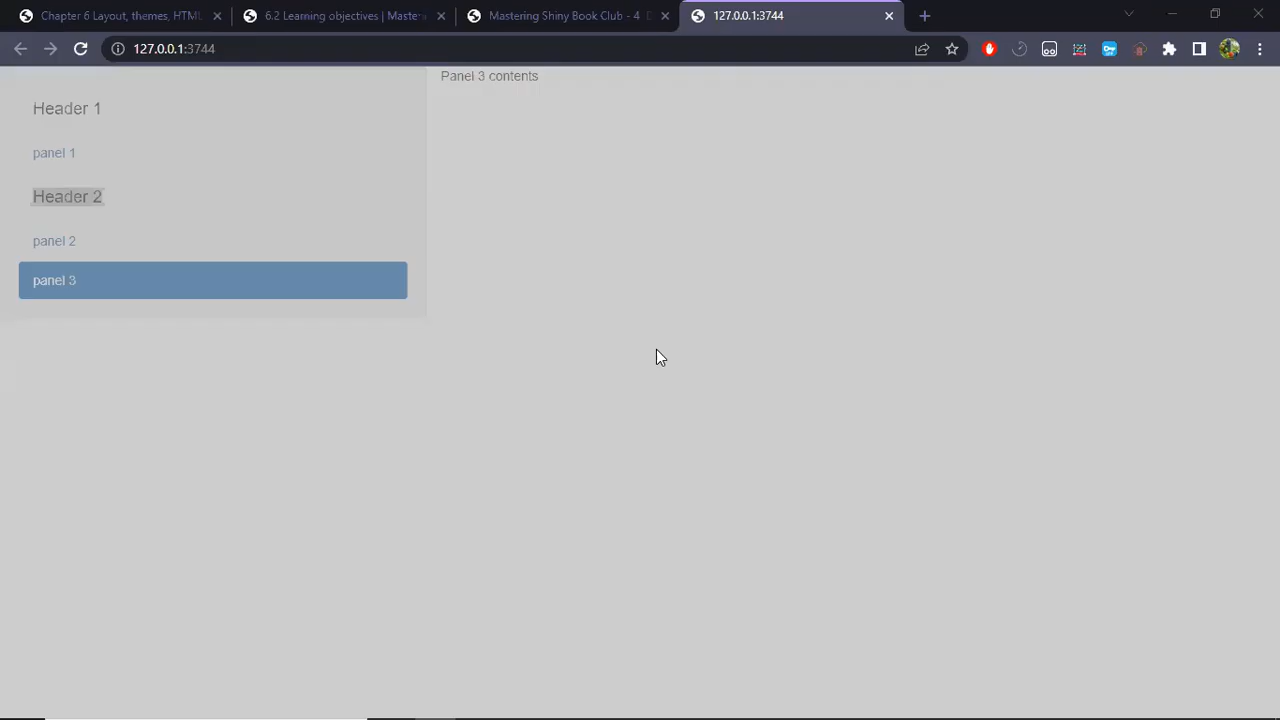 Chapter 6 Layout, themes, HTML
6.2 Learning objectives | Master
Mastering Shiny Book Club - 4
127.0.0.1:3744
127.0.0.1:3744
Panel 3 contents
Header 1
panel 1
Header 2
panel 2
panel 3